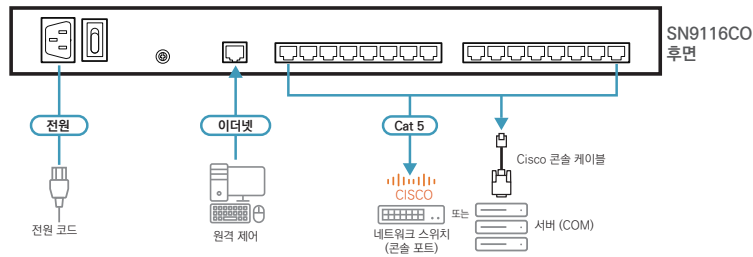 SN9116CO
후면
전원
이더넷
Cat 5
Cisco 콘솔 케이블
CISCO
전원 코드
원격 제어
네트워크 스위치
(콘솔 포트)
또는
서버 (COM)